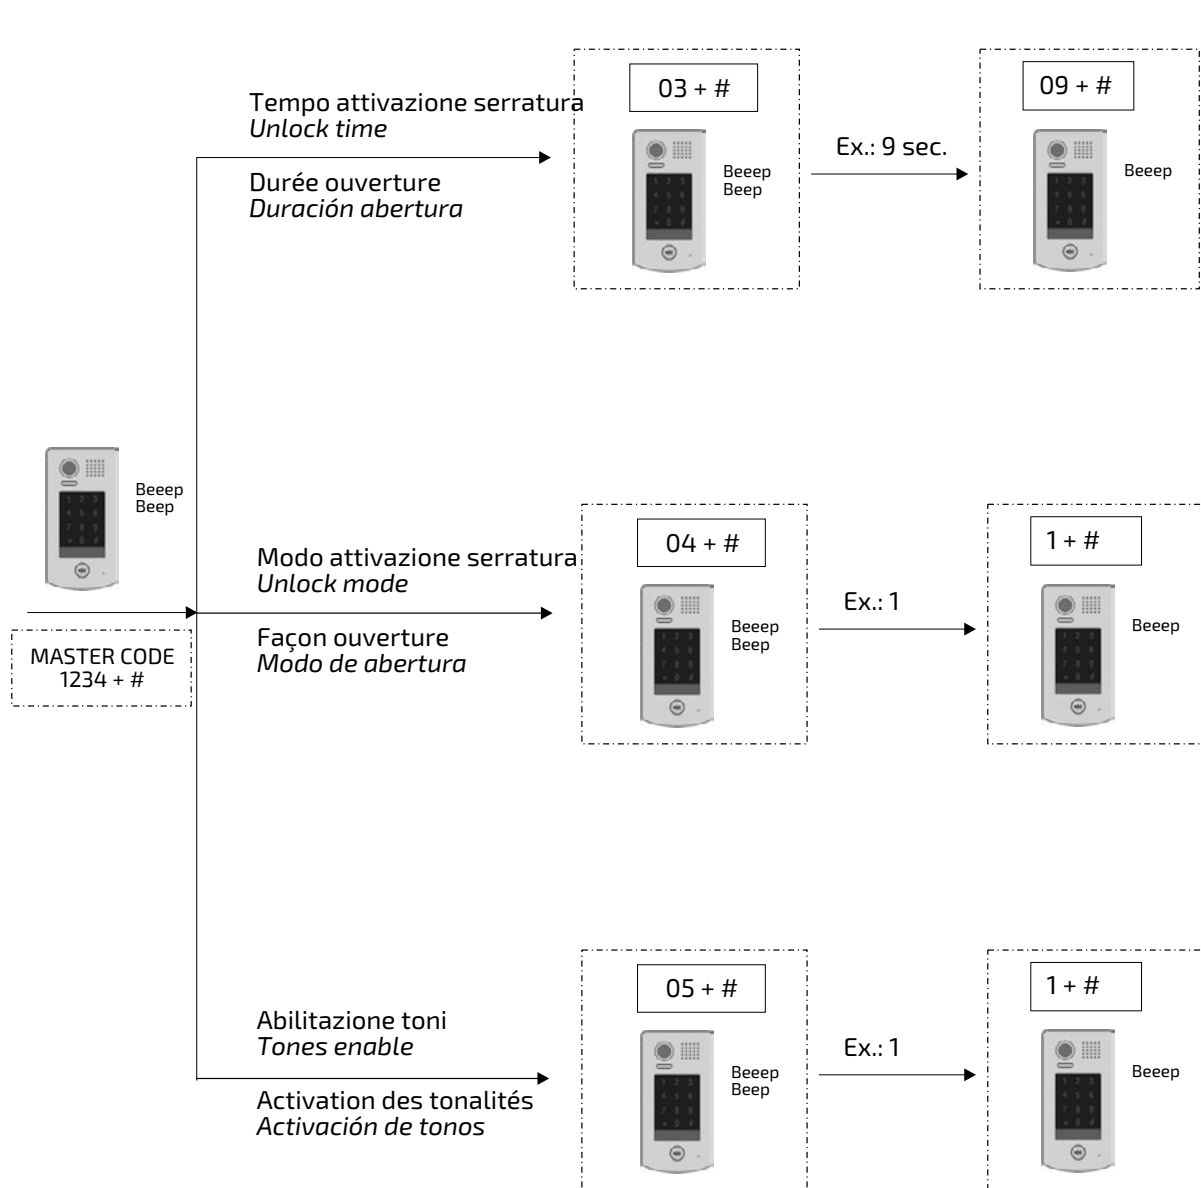 Tempo attivazione serratura
Unlock time
Durée ouverture
Duración abertura
03 + #
Beeep
Beep
Ex.: 9 sec.
09 + #
Beeep
Beeep
Beep
MASTER CODE
1234 + #
Modo attivazione serratura
Unlock mode
Façon ouverture
Modo de abertura
04 + #
Beeep
Beep
Ex.: 1
1 + #
Beeep
Abilitazione toni
Tones enable
Activation des tonalités
Activación de tonos
05 + #
Beeep
Beep
Ex.: 1
1 + #
Beeep